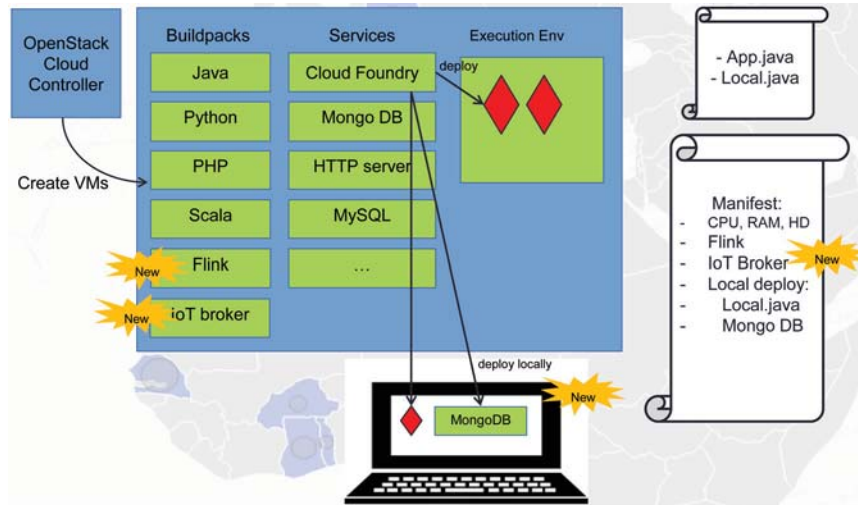 OpenStack
Cloud
Controller
Create VMs
Buildpacks
Java
Python
PHP
Scala
New
Flink
New
IoT broker
Services
Cloud Foundry
Mongo DB
HTTP server
MySQL
...
Execution Env
deploy
deploy locally
New
MongoDB
- App.java
- Local.java
Manifest:
- CPU, RAM, HD
- Flink
- IoT Broker
New
- Local deploy:
- Local.java
- Mongo DB